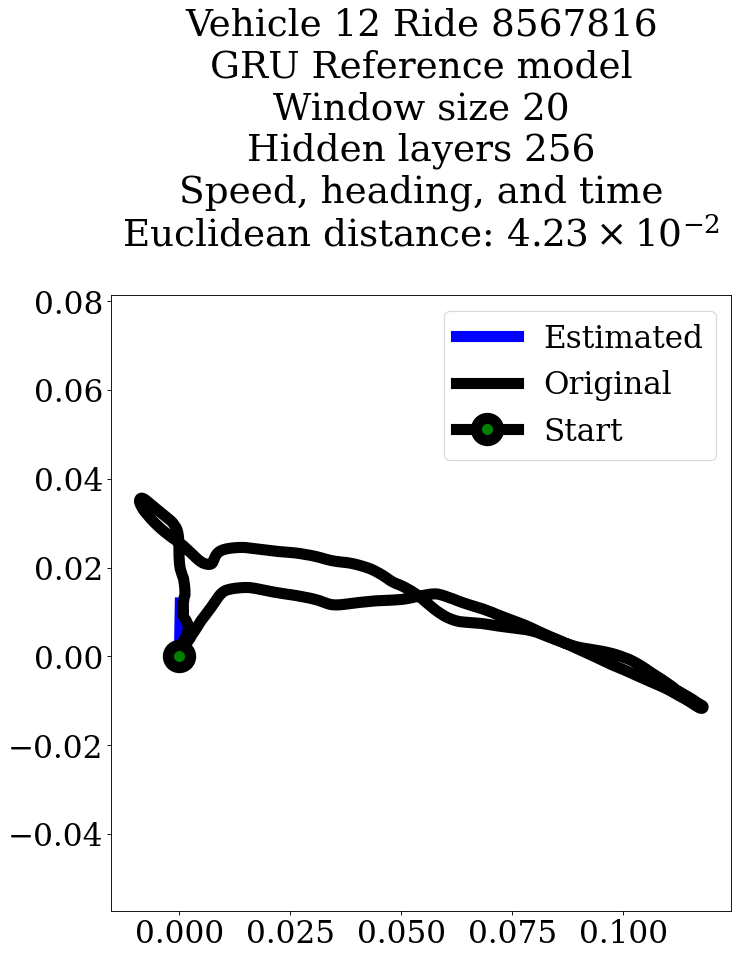 Vehicle 12 Ride 8567816
GRU Reference model
Window size 20
Hidden layers 256
Speed, heading, and time
Euclidean distance: 4.23 × 10⁻²
Estimated
Original
Start
0.08
0.06
0.04
0.02
0.00
−0.02
−0.04
0.000 0.025 0.050 0.075 0.100